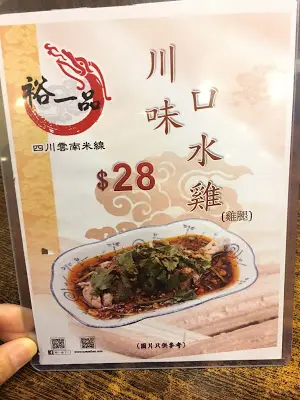 裕一品
四川雲南米線
川味
口水雞
(雞腿)
$28
(圖片只供參考)